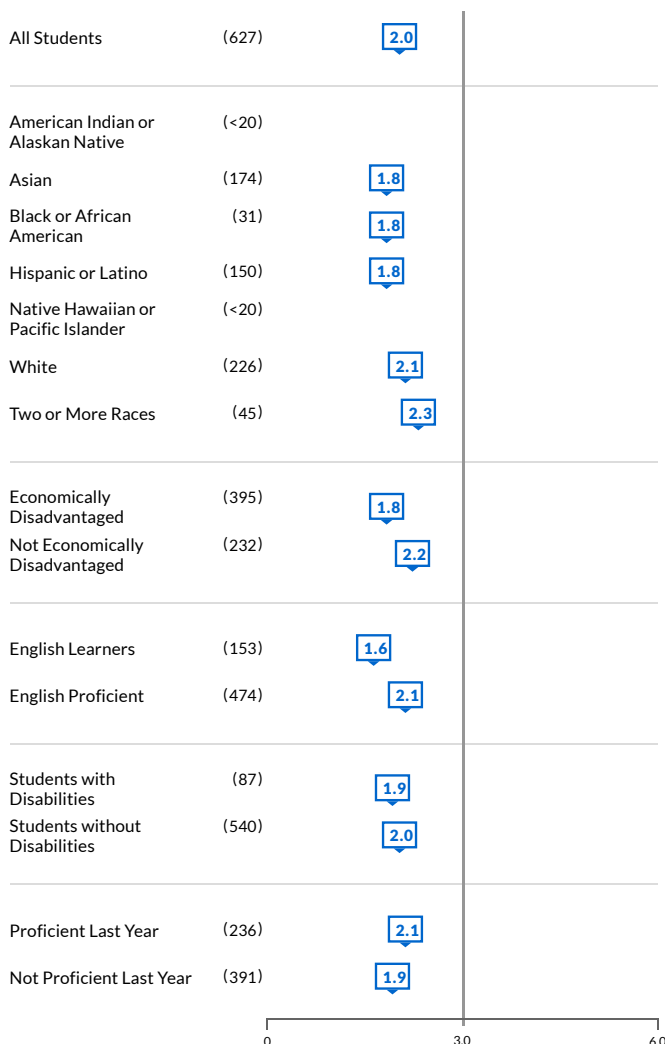 All Students (627) 2.0
American Indian or (<20)
Alaskan Native
Asian (174) 1.8
Black or African (31) 1.8
American
Hispanic or Latino (150) 1.8
Native Hawaiian or (<20)
Pacific Islander
White (226) 2.1
Two or More Races (45) 2.3
Economically (395) 1.8
Disadvantaged
Not Economically (232) 2.2
Disadvantaged
English Learners (153) 1.6
English Proficient (474) 2.1
Students with (87) 1.9
Disabilities
Students without (540) 2.0
Disabilities
Proficient Last Year (236) 2.1
Not Proficient Last Year (391) 1.9
0 3.0 6.0